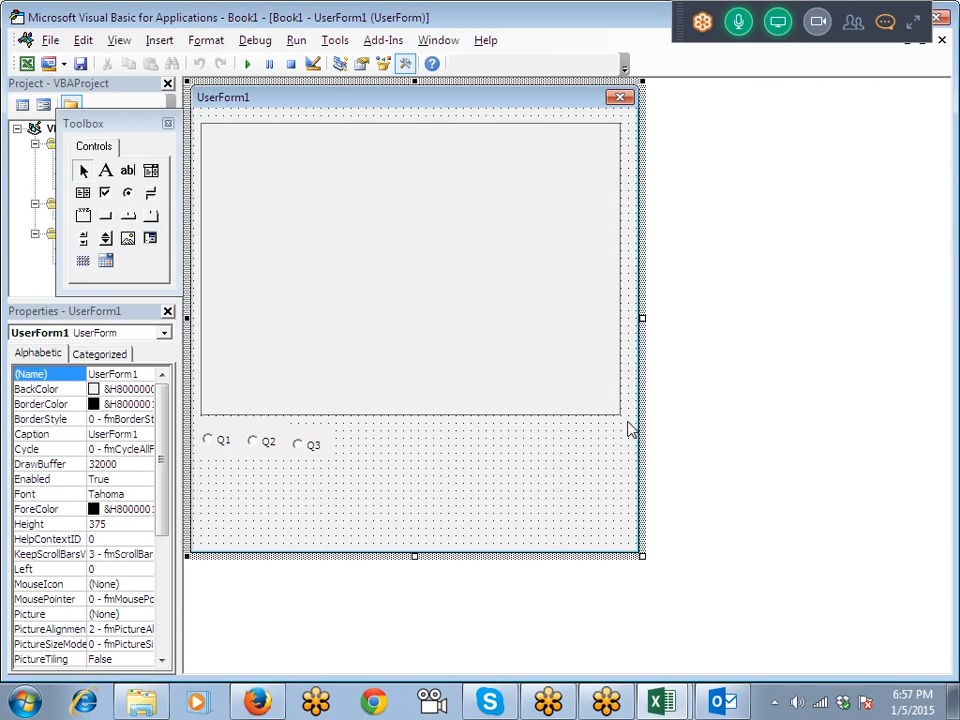 Microsoft Visual Basic for Applications - Book1 - [Book1 - UserForm1 (UserForm)]
File Edit View Insert Format Debug Run Tools Add-Ins Window Help
Project - VBAProject
Toolbox
Controls
UserForm1
Q1 Q2 Q3
Properties - UserForm1
UserForm1 UserForm
Alphabetic Categorized
(Name) UserForm1
BackColor &H8000000
BorderColor &H8000001
BorderStyle 0 - fmBorderSt
Caption UserForm1
Cycle 0 - fmCycleAllF
DrawBuffer 32000
Enabled True
Font Tahoma
ForeColor &H8000001
Height 375
HelpContextID 0
KeepScrollBarsV 3 - fmScrollBar
Left 0
MouseIcon (None)
MousePointer 0 - fmMousePo
Picture (None)
PictureAlignmen 2 - fmPictureAl
PictureSizeMode 0 - fmPictureSi
PictureTiling False
6:57 PM
1/5/2015